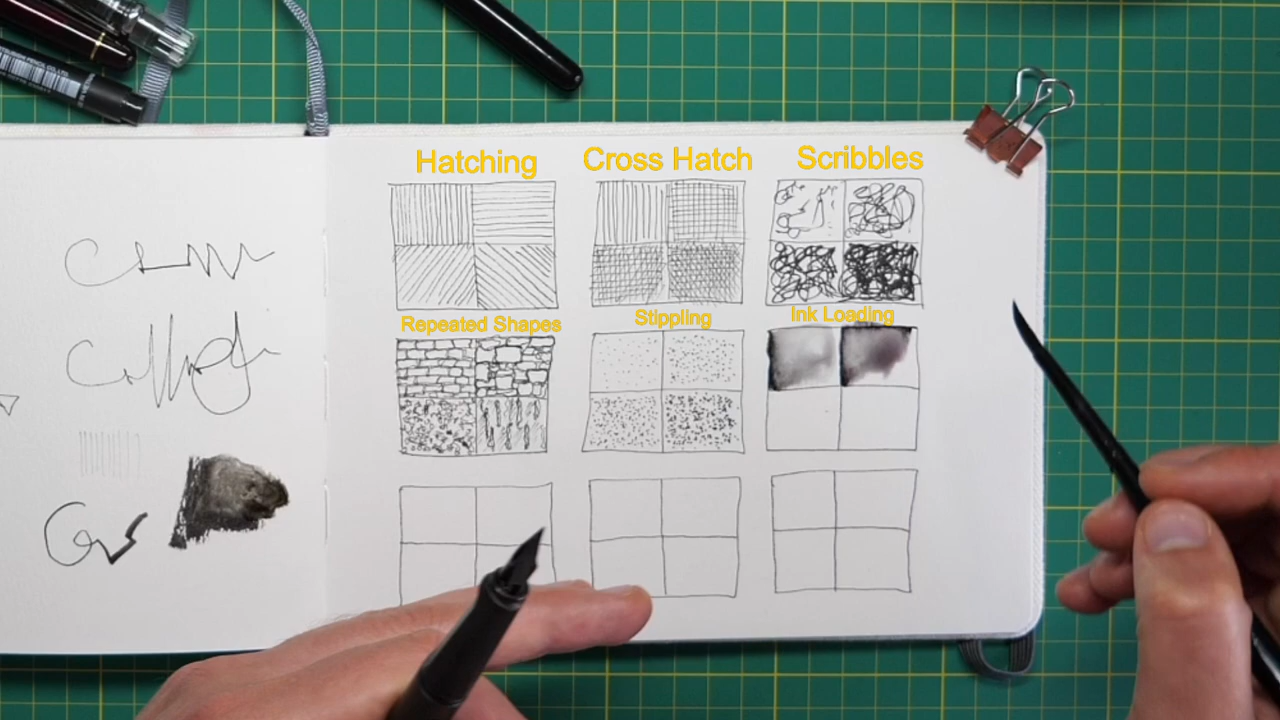 Hatching
Cross Hatch
Scribbles
Repeated Shapes
Stippling
Ink Loading